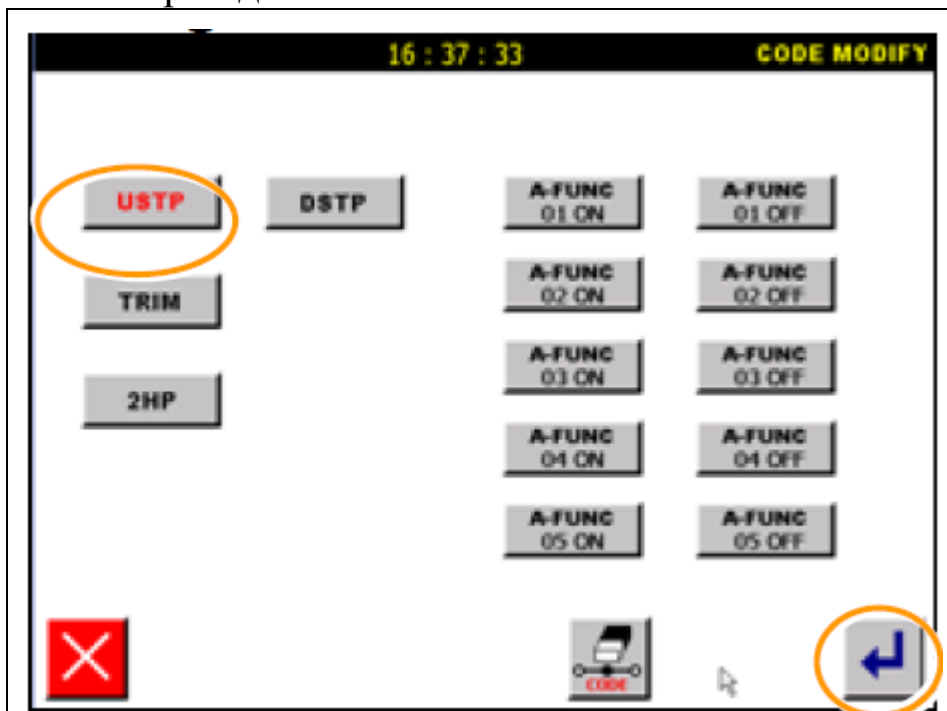 16 : 37 : 33 CODE MODIFY
USTP DSTP A-FUNC 01 ON A-FUNC 01 OFF
TRIM A-FUNC 02 ON A-FUNC 02 OFF
2HP A-FUNC 03 ON A-FUNC 03 OFF
A-FUNC 04 ON A-FUNC 04 OFF
A-FUNC 05 ON A-FUNC 05 OFF
CODE